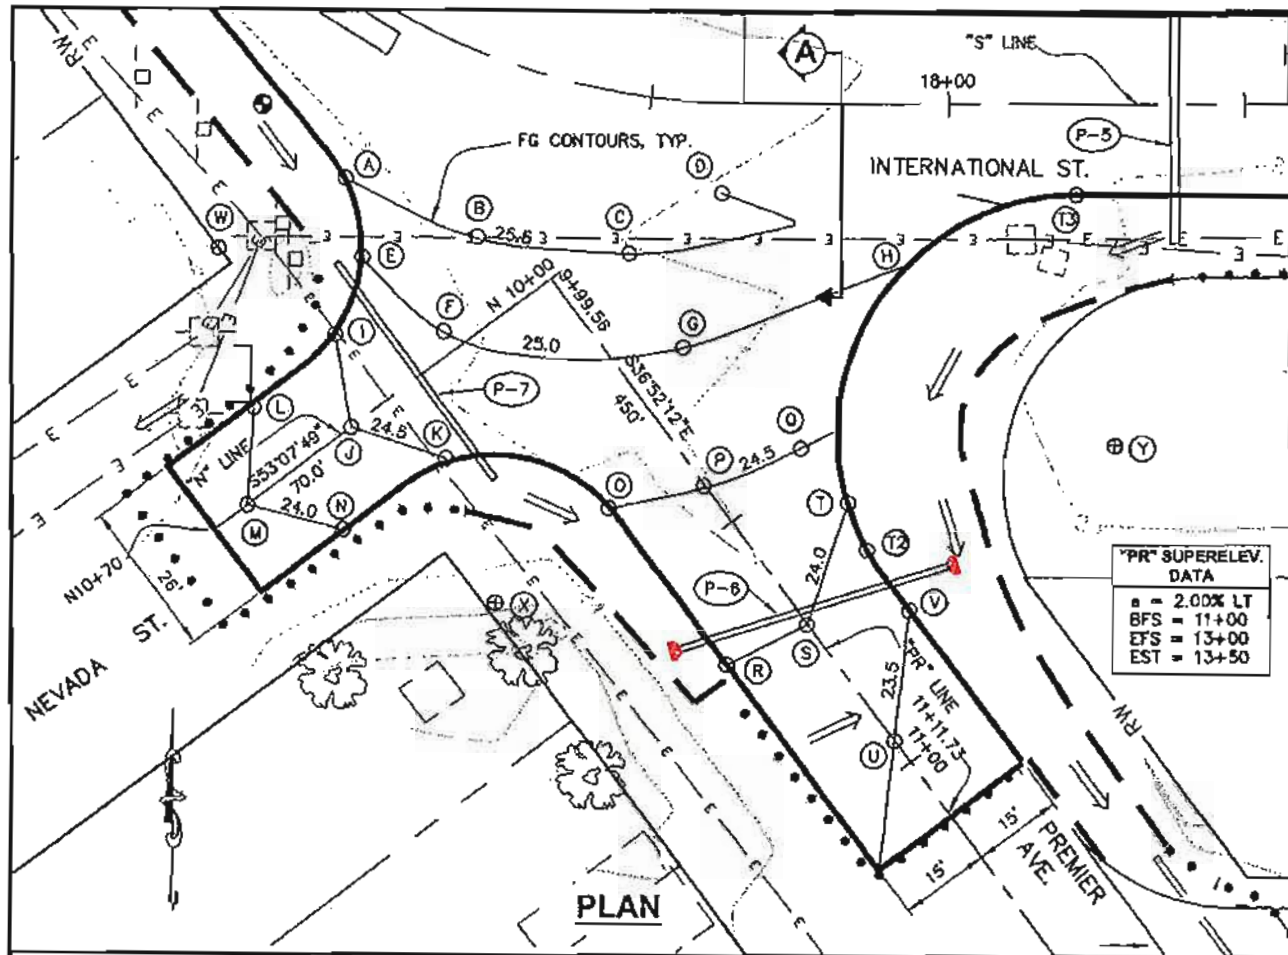 RW
A
"S" LINE
18+00
P-5
FG CONTOURS, TYP.
INTERNATIONAL ST.
A
D
T3
W
B
25.6
C
E
H
N 10+00
9+99.56
F
G
25.0
I
S36°52'12"E
450'
P-7
L
"N" LINE
S53°07'49"
70.0'
J
24.5
K
Q
P
24.5
Y
O
T
24.0
N
M
N10+70
26'
T2
24.0
P-6
X
V
S
R
23.5
"PR" LINE
11+11.73
11+00
U
NEVADA ST.
"PR" SUPERELEV.
DATA
e = 2.00% LT
BFS = 11+00
EFS = 13+00
EST = 13+50
RW
15'
15'
PREMIER
AVE.
PLAN